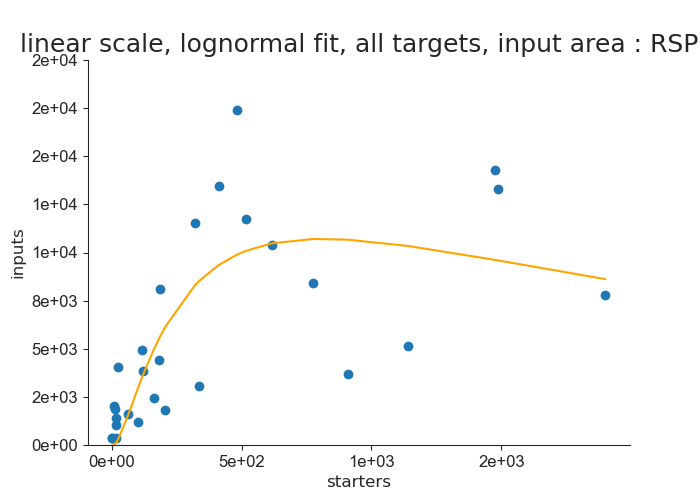 linear scale, lognormal fit, all targets, input area : RSP
2e+04
2e+04
2e+04
1e+04
1e+04
8e+03
5e+03
2e+03
0e+00
inputs
0e+00 5e+02 1e+03 2e+03
starters